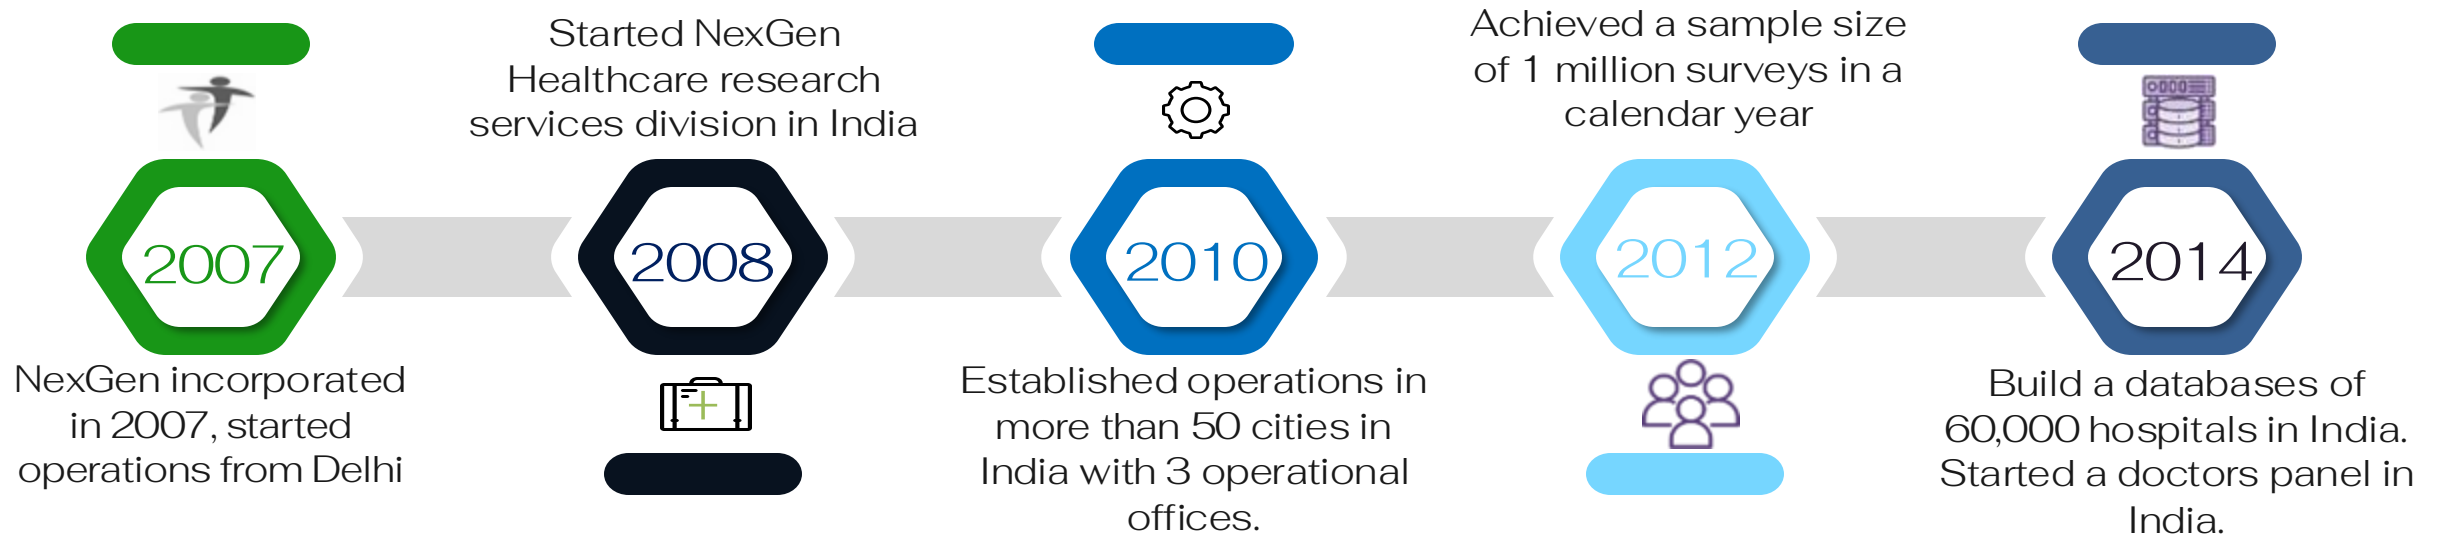 2007
NexGen incorporated
in 2007, started
operations from Delhi
Started NexGen
Healthcare research
services division in India
2008
2010
Established operations in
more than 50 cities in
India with 3 operational
offices.
Achieved a sample size
of 1 million surveys in a
calendar year
2012
2014
Build a databases of
60,000 hospitals in India.
Started a doctors panel in
India.